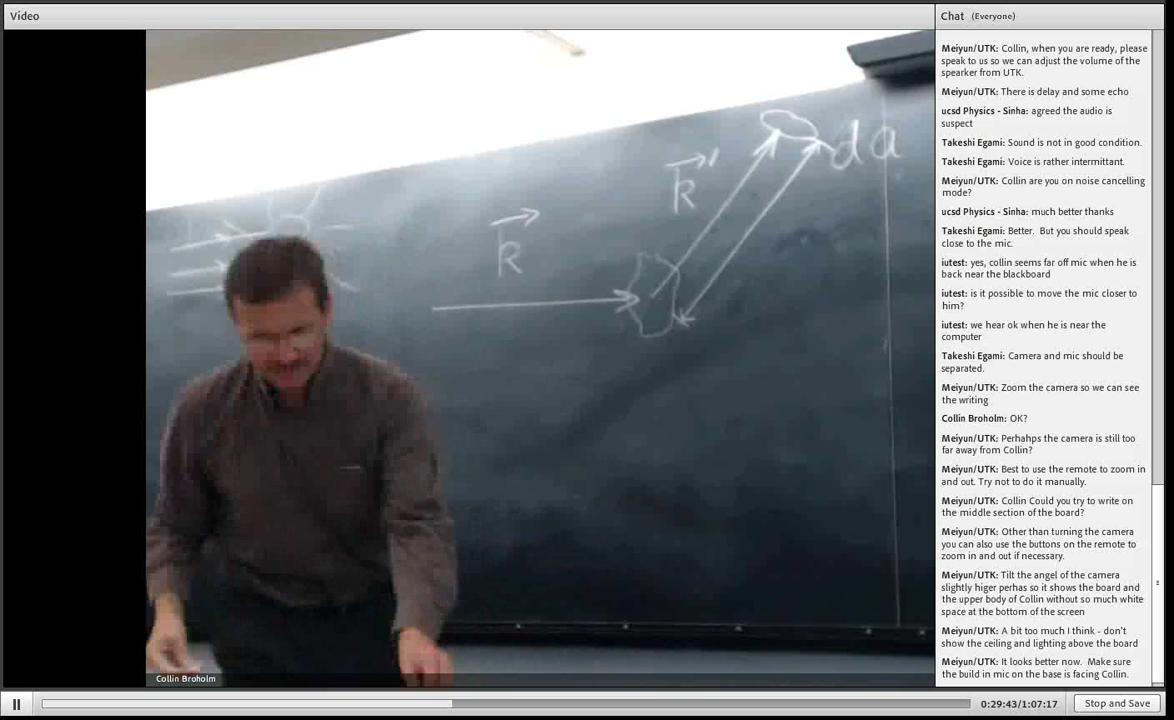 Video
Chat (Everyone)
Meiyun/UTK: Collin, when you are ready, please
speak to us so we can adjust the volume of the
spearker from UTK.
Meiyun/UTK: There is delay and some echo
ucsd Physics - Sinha: agreed the audio is
suspect
Takeshi Egami: Sound is not in good condition.
Takeshi Egami: Voice is rather intermittant.
Meiyun/UTK: Collin are you on noise cancelling
mode?
ucsd Physics - Sinha: much better thanks
Takeshi Egami: Better. But you should speak
close to the mic.
iutest: yes, collin seems far off mic when he is
back near the blackboard
iutest: is it possible to move the mic closer to
him?
iutest: we hear ok when he is near the
computer
Takeshi Egami: Camera and mic should be
separated.
Meiyun/UTK: Zoom the camera so we can see
the writing
Collin Broholm: OK?
Meiyun/UTK: Perhahps the camera is still too
far away from Collin?
Meiyun/UTK: Best to use the remote to zoom in
and out. Try not to do it manually.
Meiyun/UTK: Collin Could you try to write on
the middle section of the board?
Meiyun/UTK: Other than turning the camera
you can also use the buttons on the remote to
zoom in and out if necessary.
Meiyun/UTK: Tilt the angel of the camera
slightly higer perhas so it shows the board and
the upper body of Collin without so much white
space at the bottom of the screen
Meiyun/UTK: A bit too much I think - don't
show the ceiling and lighting above the board
Meiyun/UTK: It looks better now. Make sure
the build in mic on the base is facing Collin.
k⃗
k⃗'
da
Collin Broholm
0:29:43/1:07:17
Stop and Save